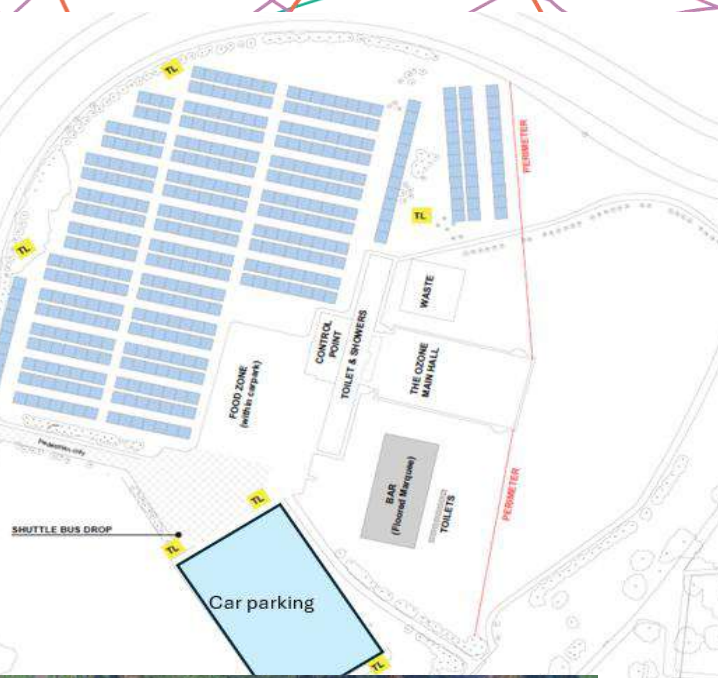 TL
PERIMETER
TL
TL
WASTE
CONTROL
POINT
TOILET & SHOWERS
THE OZONE
MAIN HALL
FOOD ZONE
(within carpark)
Pedestrian only
BAR
(Floored Marquee)
TOILETS
PERIMETER
TL
SHUTTLE BUS DROP
TL
Car parking
TL